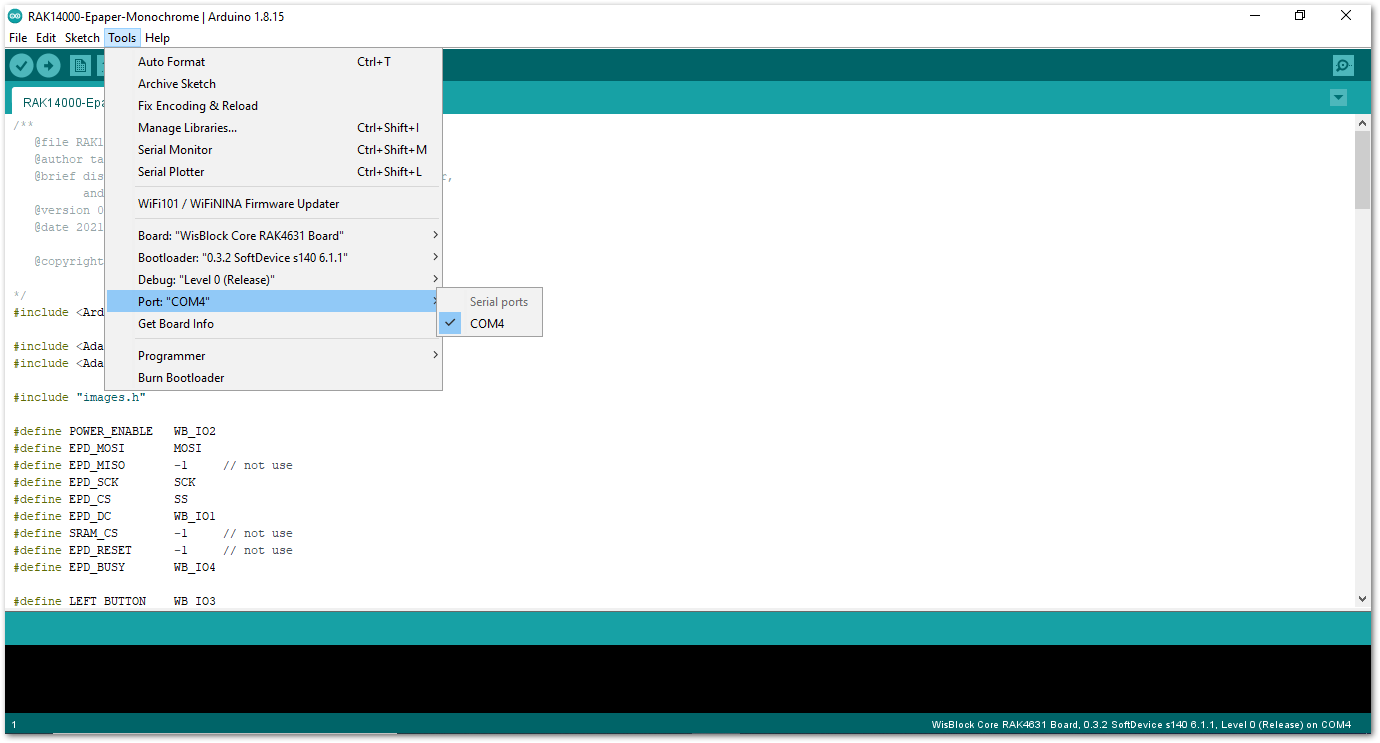 RAK14000-Epaper-Monochrome | Arduino 1.8.15
File Edit Sketch Tools Help
Auto Format Ctrl+T
Archive Sketch
Fix Encoding & Reload
Manage Libraries... Ctrl+Shift+I
Serial Monitor Ctrl+Shift+M
Serial Plotter Ctrl+Shift+L
WiFi101 / WiFiNINA Firmware Updater
Board: "WisBlock Core RAK4631 Board"
Bootloader: "0.3.2 SoftDevice s140 6.1.1"
Debug: "Level 0 (Release)"
Port: "COM4"
Get Board Info
Programmer
Burn Bootloader
Serial ports
COM4
RAK14000-Epa
/**
@file RAK1
@author ta
@brief dis
and
@version 0
@date 2021
@copyright
*/
#include <Ard
#include <Ada
#include <Ada
#include "images.h"
#define POWER_ENABLE WB_IO2
#define EPD_MOSI MOSI
#define EPD_MISO -1 // not use
#define EPD_SCK SCK
#define EPD_CS SS
#define EPD_DC WB_IO1
#define SRAM_CS -1 // not use
#define EPD_RESET -1 // not use
#define EPD_BUSY WB_IO4
#define LEFT_BUTTON WB_IO3
1
WisBlock Core RAK4631 Board, 0.3.2 SoftDevice s140 6.1.1, Level 0 (Release) on COM4